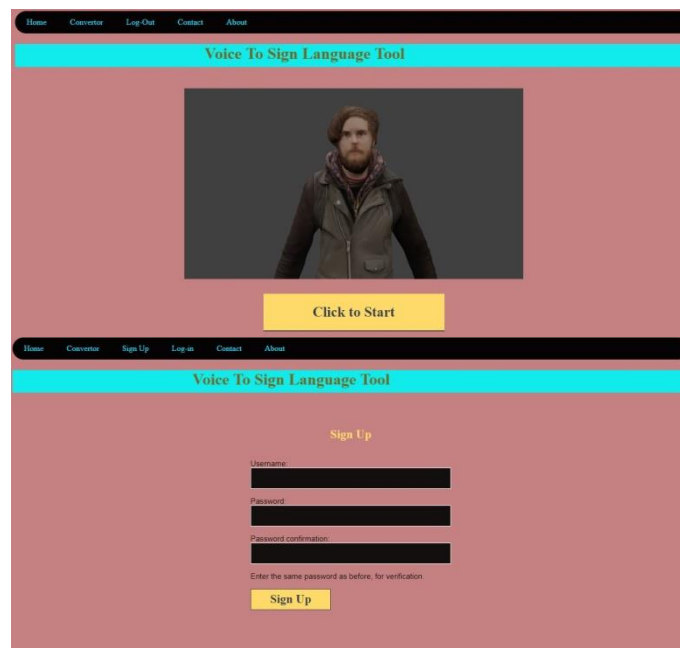 Home Convertor Log-Out Contact About
Voice To Sign Language Tool
Click to Start
Home Convertor Sign Up Log-in Contact About
Voice To Sign Language Tool
Sign Up
Username:
Password:
Password confirmation:
Enter the same password as before, for verification.
Sign Up